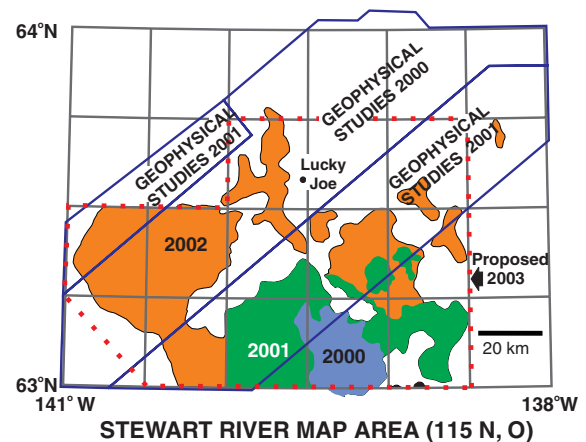 64°N
GEOPHYSICAL
STUDIES 2000
GEOPHYSICAL
STUDIES 2001
GEOPHYSICAL
STUDIES 2001
Lucky
Joe
2002
Proposed
2003
2001
2000
20 km
63°N
141°W
138°W
STEWART RIVER MAP AREA (115 N, O)